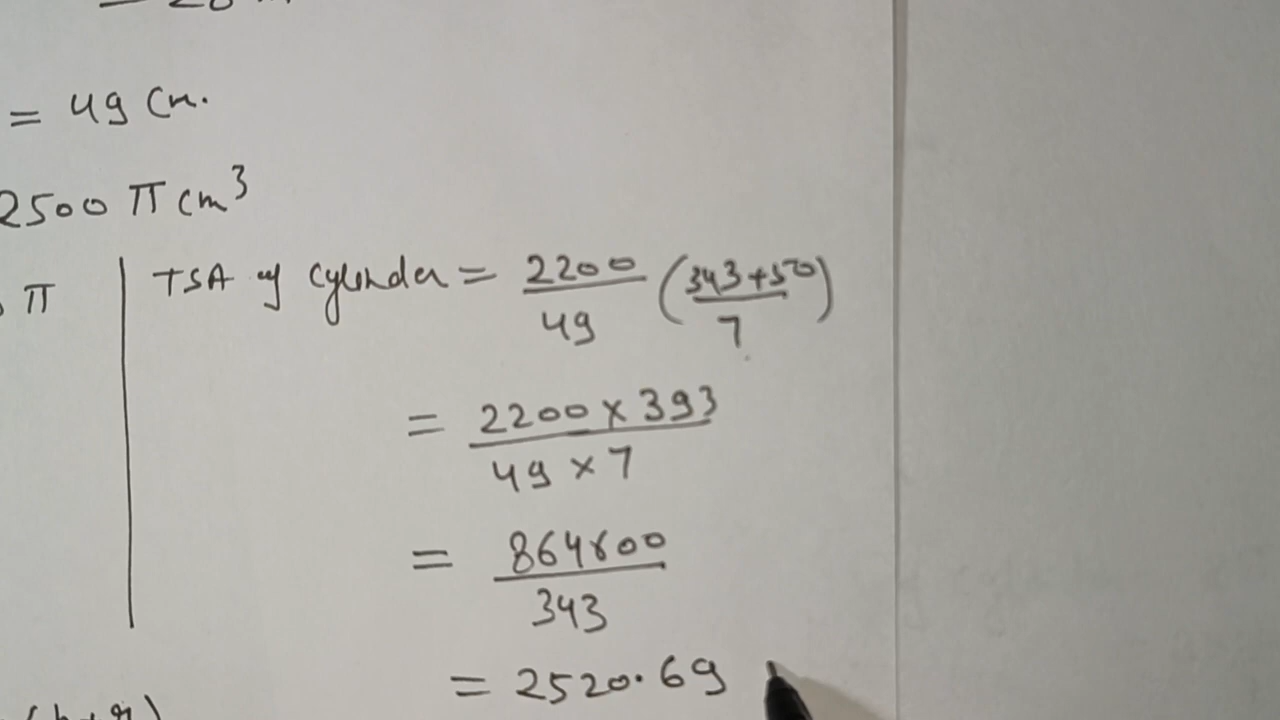 = 49 cm.
2500 π cm³
π
TSA of cylinder = 2200/49 (343+50/7)
= 2200 × 393 / 49 × 7
= 864600/343
= 2520.69
(h+r)